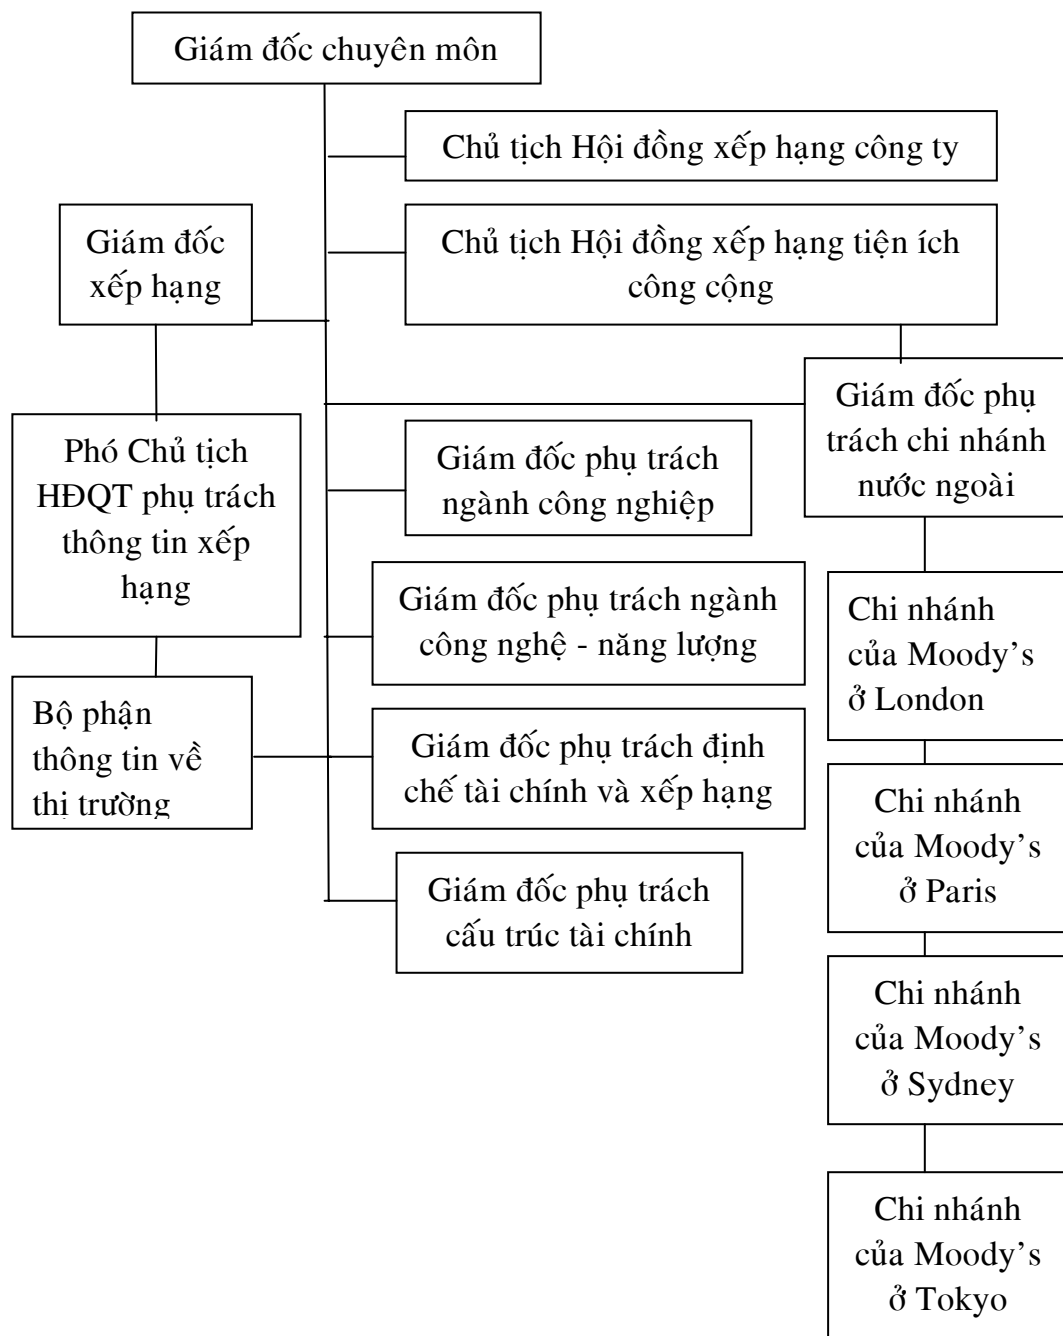 Giám đốc chuyên môn
Chủ tịch Hội đồng xếp hạng công ty
Giám đốc
xếp hạng
Chủ tịch Hội đồng xếp hạng tiện ích
công cộng
Giám đốc phụ
trách chi nhánh
nước ngoài
Phó Chủ tịch
HĐQT phụ trách
thông tin xếp
hạng
Giám đốc phụ trách
ngành công nghiệp
Giám đốc phụ trách ngành
công nghệ - năng lượng
Chi nhánh
của Moody's
ở London
Bộ phận
thông tin về
thị trường
Giám đốc phụ trách định
chế tài chính và xếp hạng
Chi nhánh
của Moody's
ở Paris
Giám đốc phụ trách
cấu trúc tài chính
Chi nhánh
của Moody's
ở Sydney
Chi nhánh
của Moody's
ở Tokyo